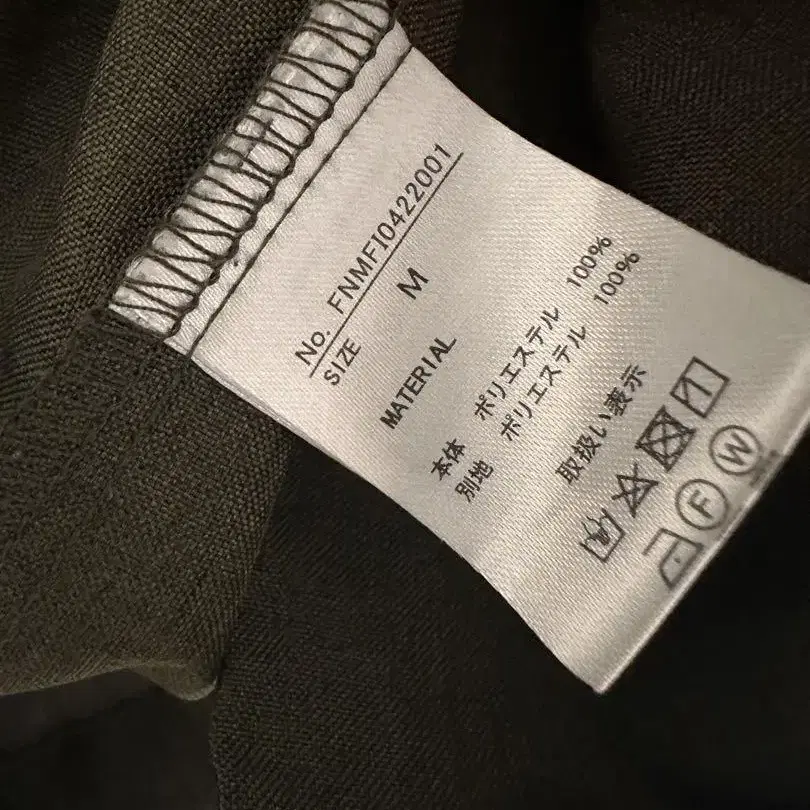 No. FNMFI0422001
SIZE M
MATERIAL
本体 ポリエステル 100%
別地 ポリエステル 100%
取扱い表示
F W